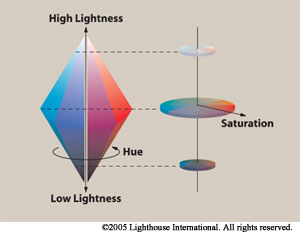 High Lightness
Saturation
Hue
Low Lightness
©2005 Lighthouse International. All rights reserved.